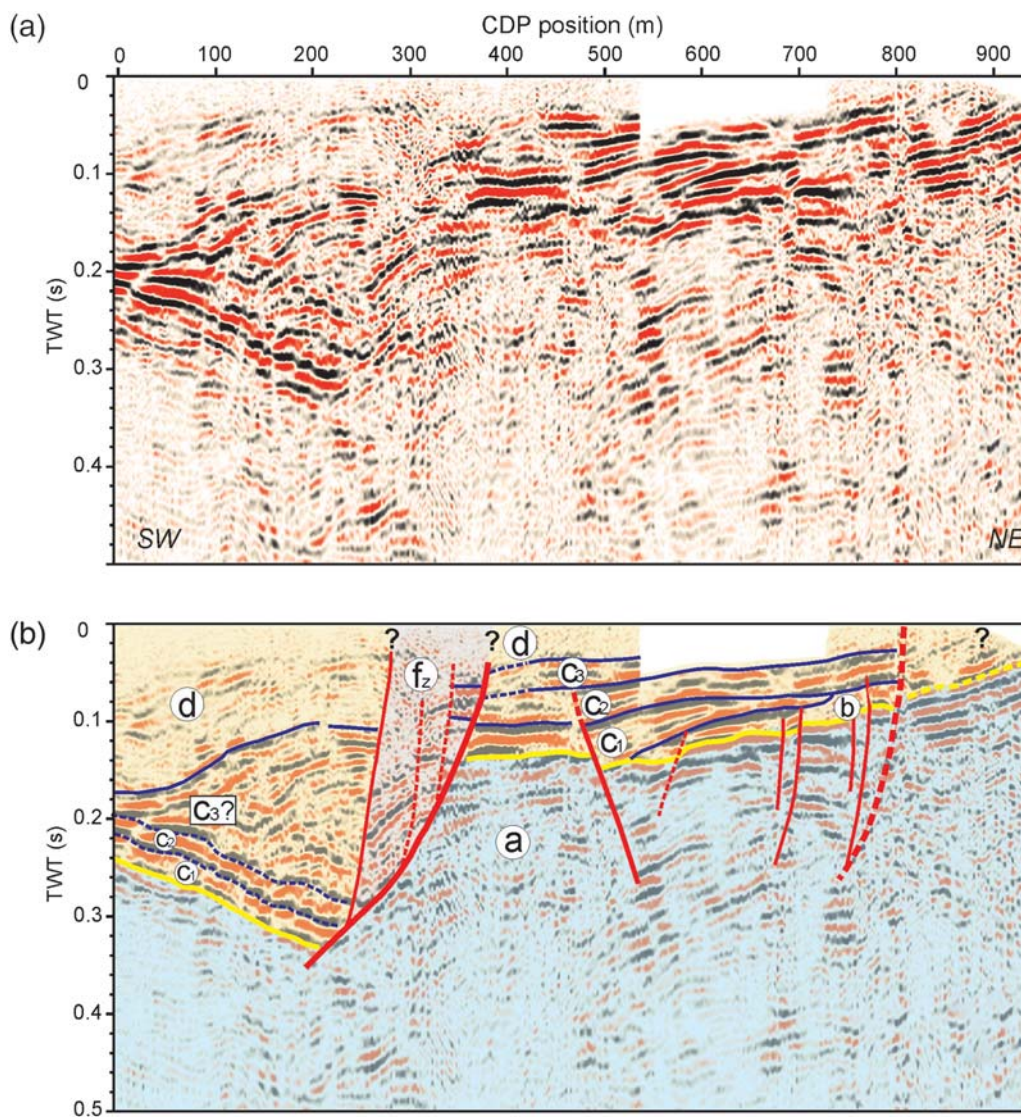 (a)
CDP position (m)
0 100 200 300 400 500 600 700 800 900
0
0.1
0.2
0.3
0.4
TWT (s)
SW
NE
(b)
0
0.1
0.2
0.3
0.4
0.5
TWT (s)
? ? d ?
d
fz
C3
C2
C1
b
C3?
C2
C1
a